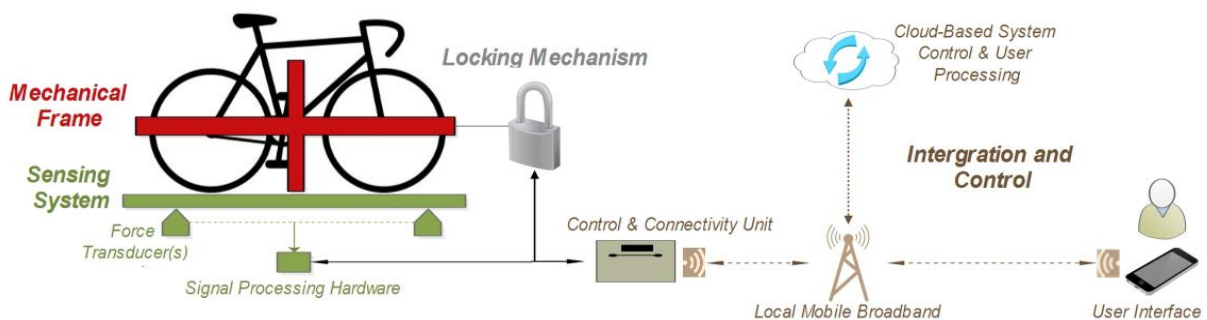 Cloud-Based System
Control & User
Processing
Locking Mechanism
Mechanical
Frame
Intergration and
Control
Sensing
System
Force
Transducer(s)
Control & Connectivity Unit
Signal Processing Hardware
Local Mobile Broadband
User Interface